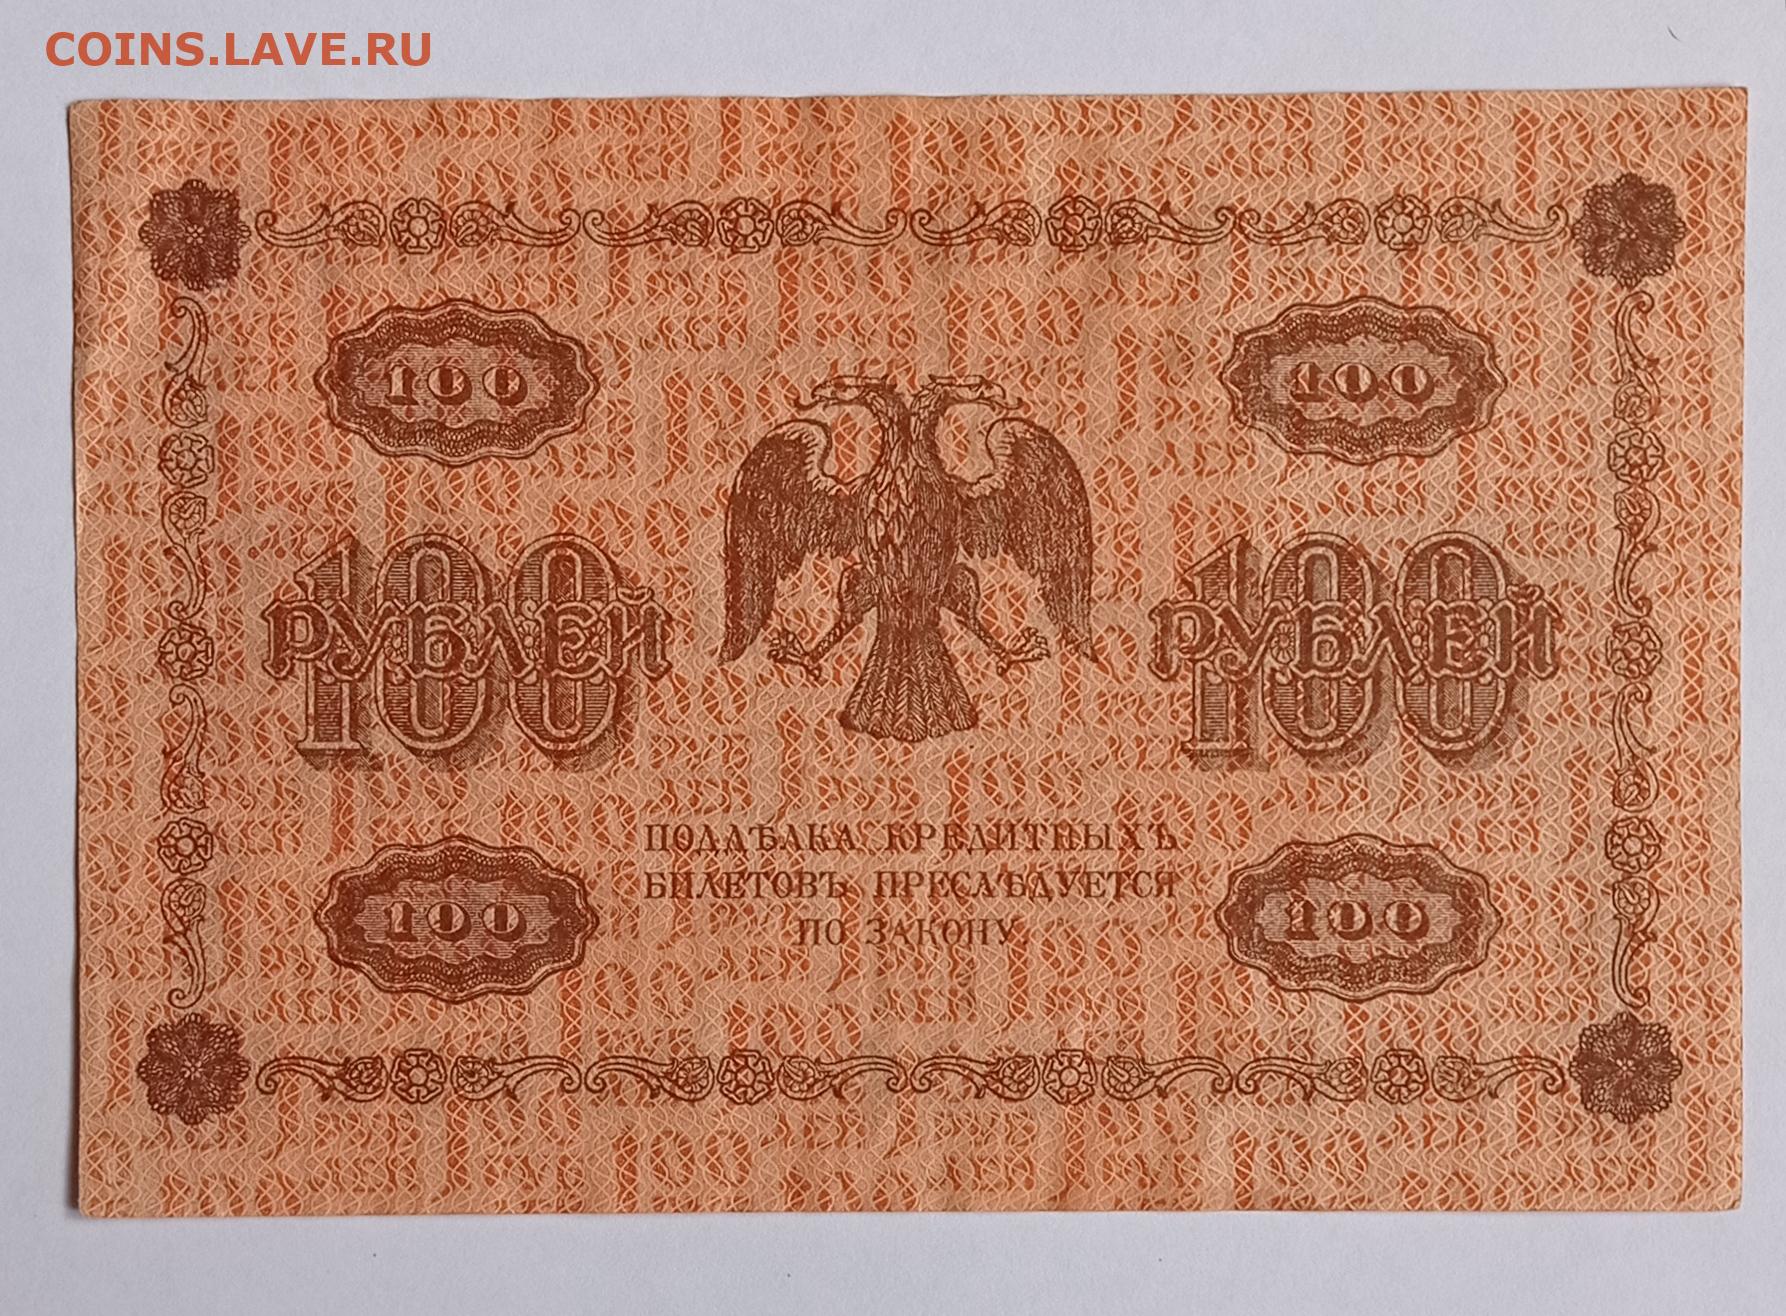 COINS.LAVE.RU
100 100
100 100
РУБЛЕЙ РУБЛЕЙ
ПОДДѢЛКА КРЕДИТНЫХЪ
БИЛЕТОВЪ ПРЕСЛѢДУЕТСЯ
ПО ЗАКОНУ.
100 100